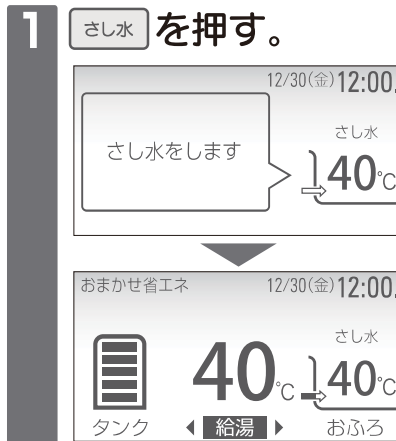 1 さし水 を押す。
12/30(金)12:00
さし水をします
さし水
40℃
おまかせ省エネ 12/30(金)12:00
さし水
40℃ 40℃
タンク 給湯 おふろ